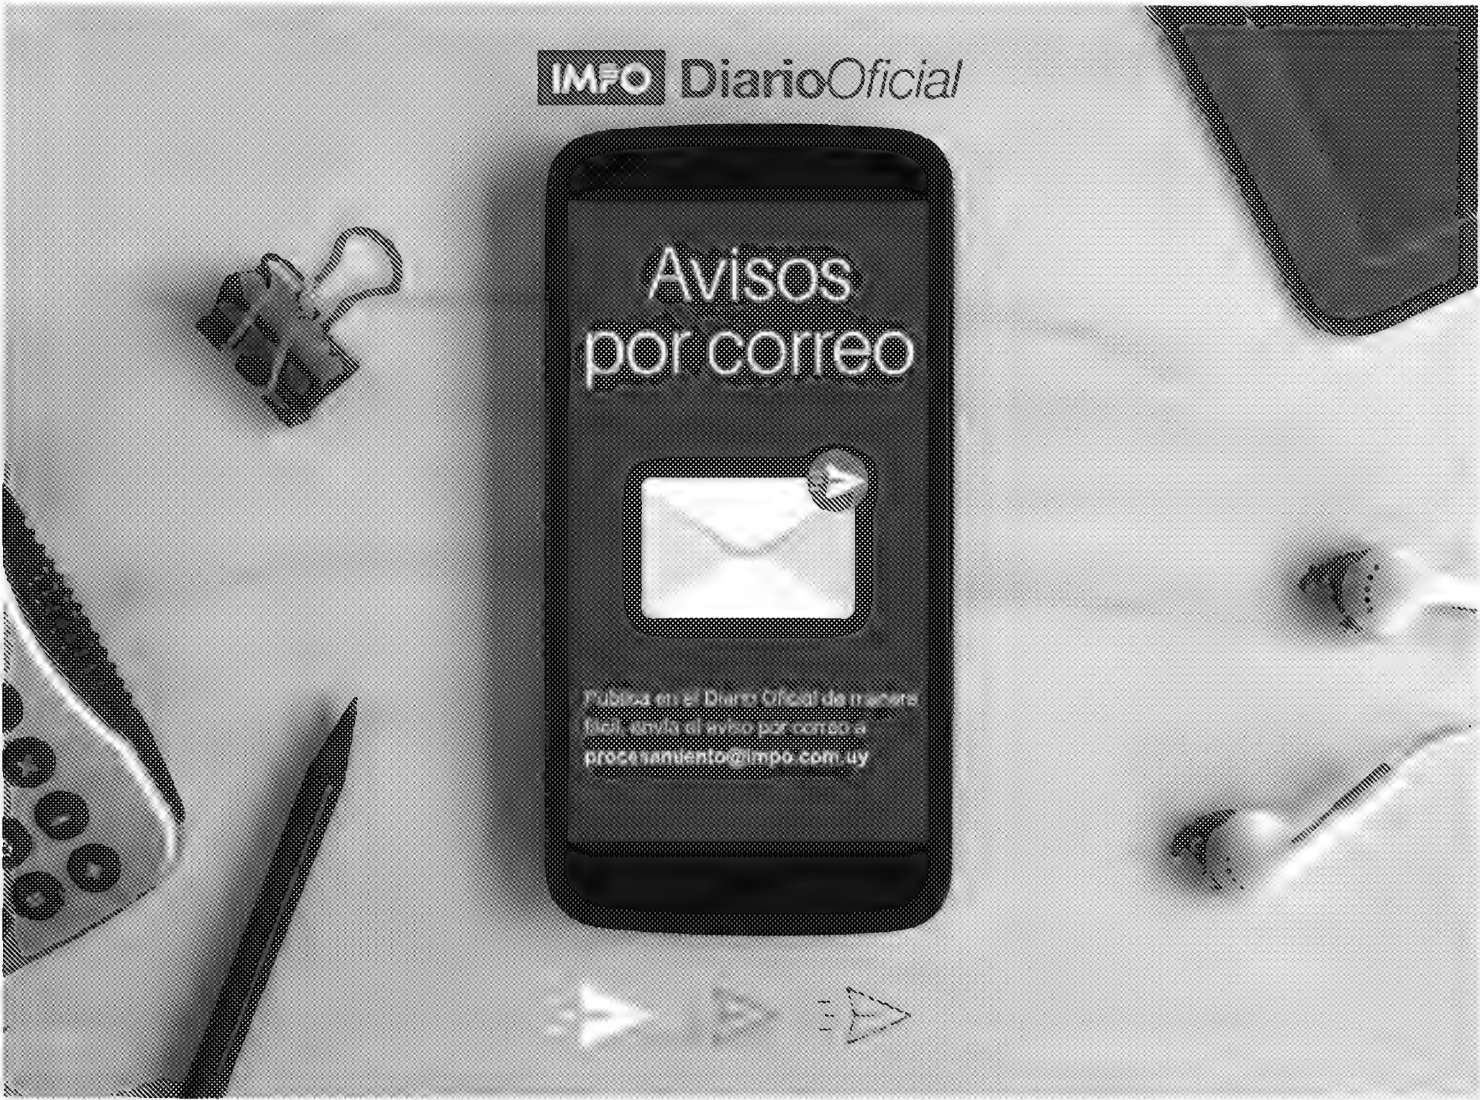 IMPO DiarioOficial
Avisos
por correo
Publica en el Diario Oficial de manera
fácil, envía el aviso por correo a
procesamiento@impo.com.uy